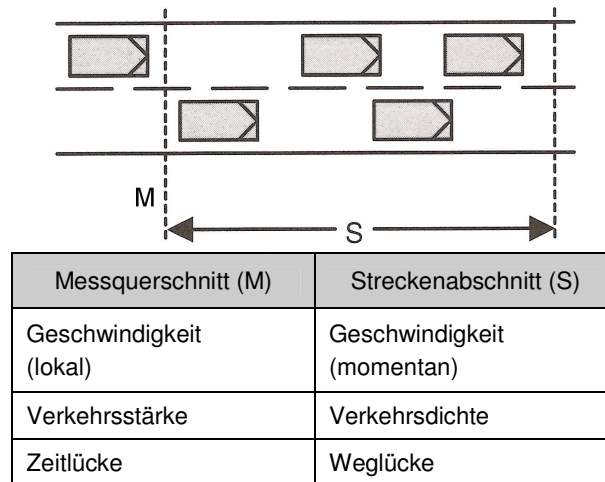 M
S
Messquerschnitt (M) Streckenabschnitt (S)
Geschwindigkeit (lokal) Geschwindigkeit (momentan)
Verkehrsstärke Verkehrsdichte
Zeitlücke Weglücke